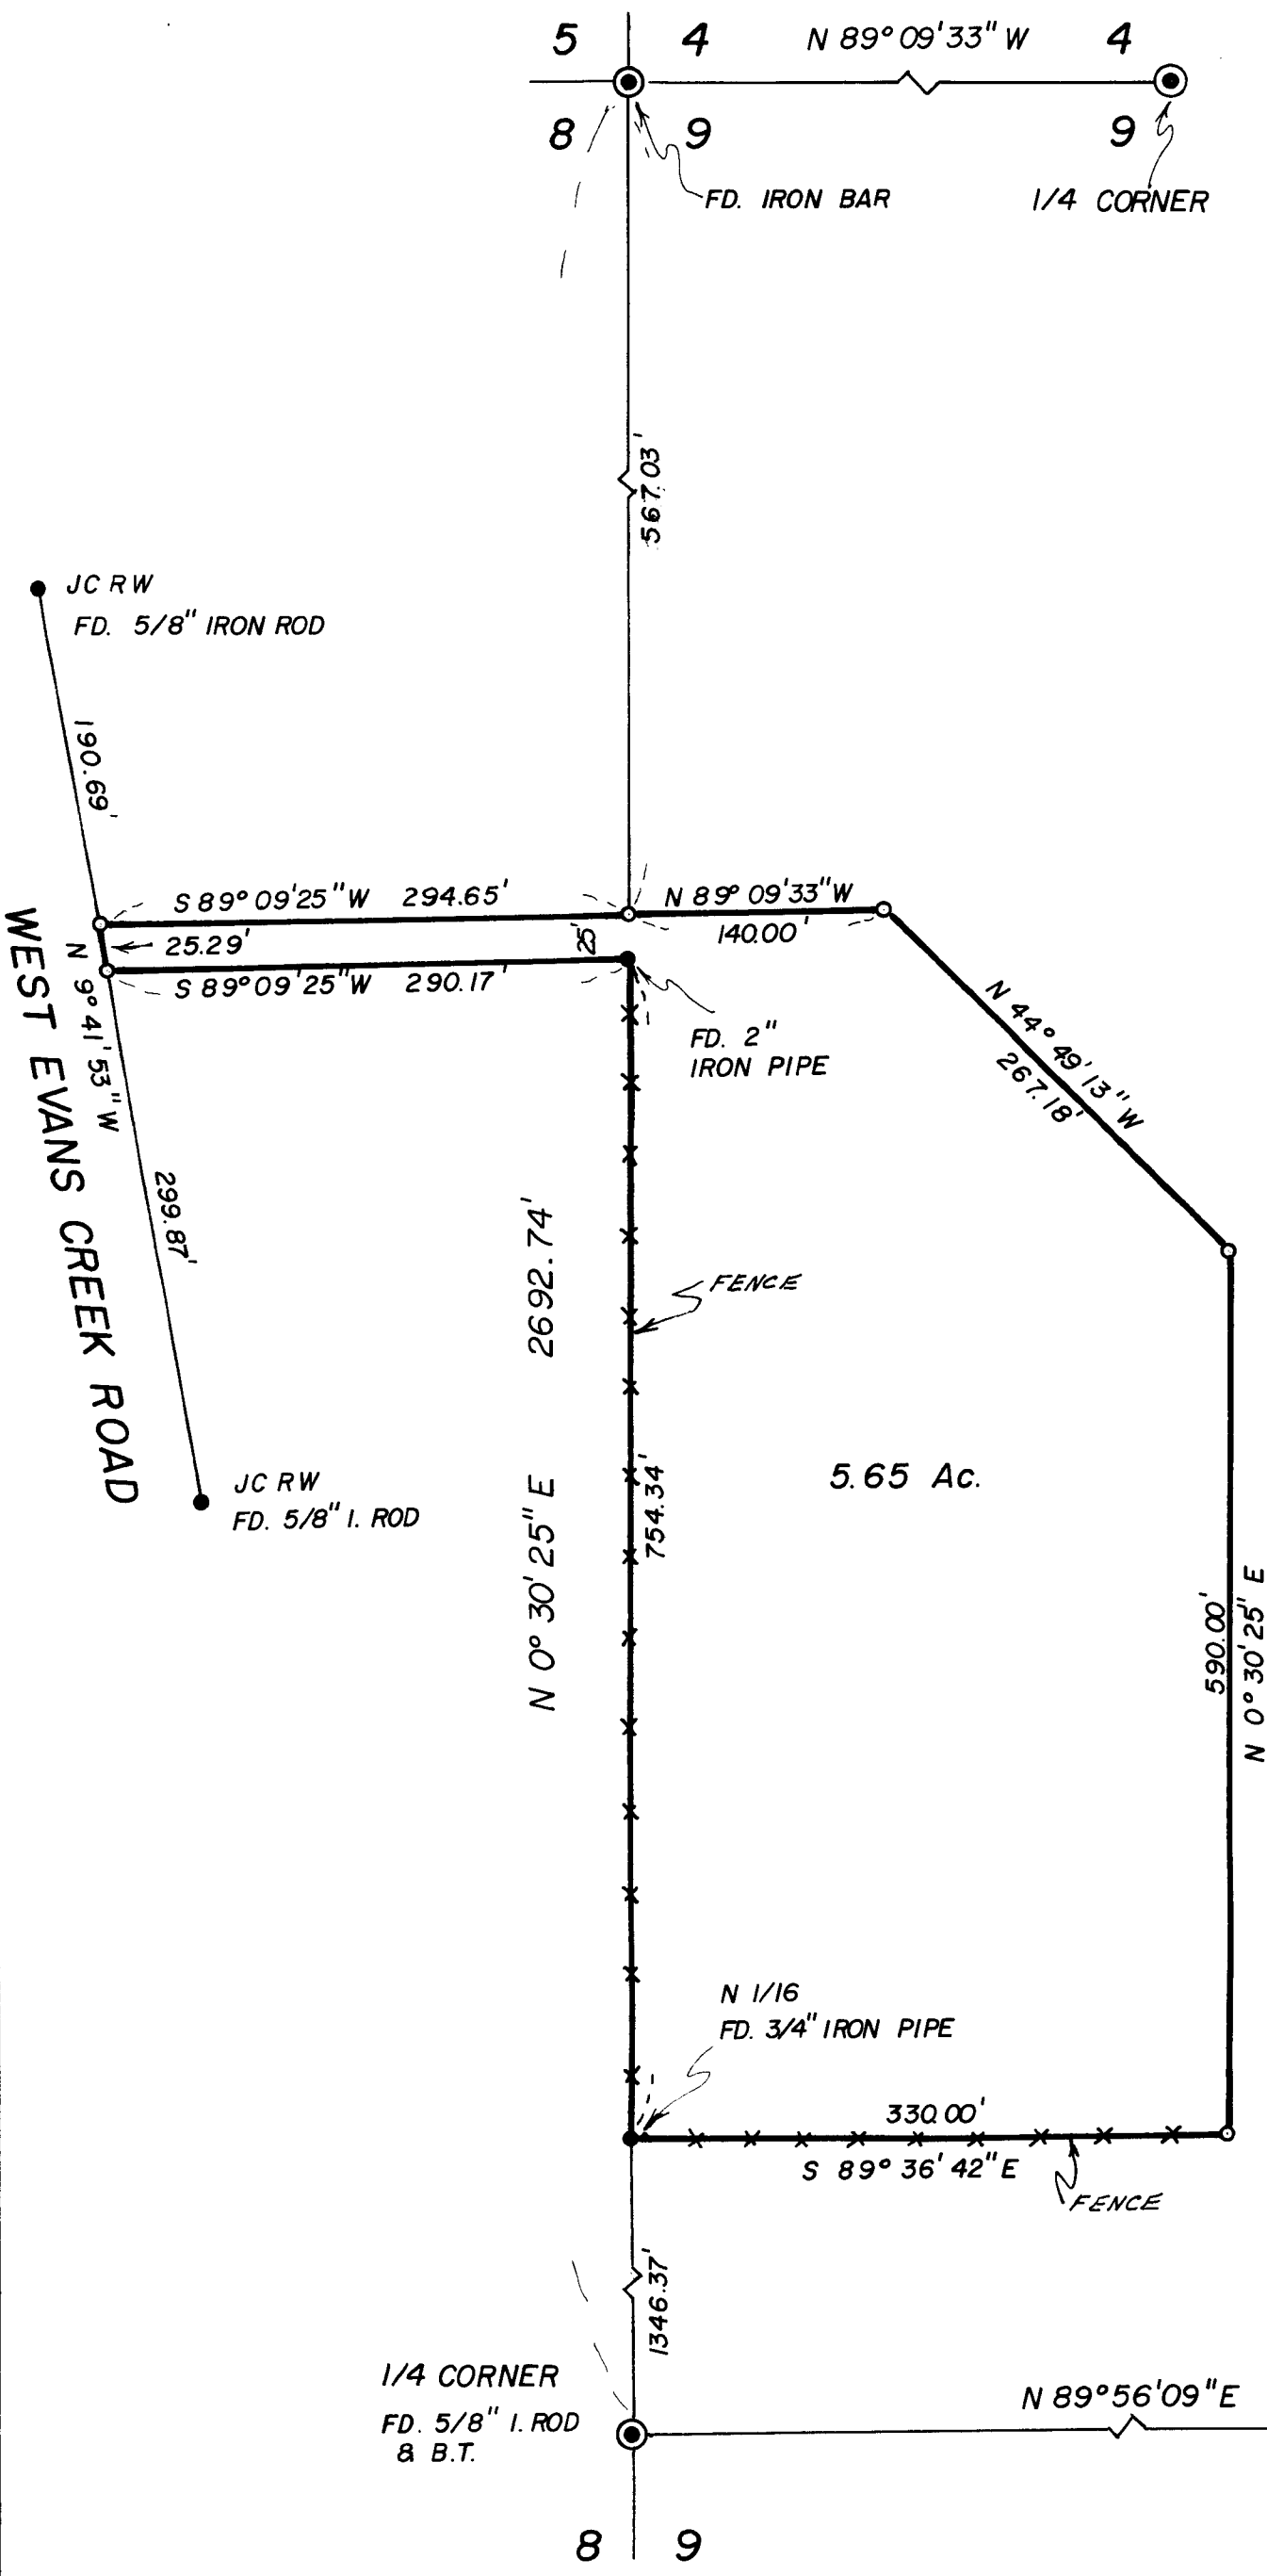 5 4 N 89° 09' 33" W 4
8 9 9
FD. IRON BAR 1/4 CORNER
567.03'
JC RW
FD. 5/8" IRON ROD
190.69'
S 89° 09' 25" W 294.65'
N 89° 09' 33" W
25.29'
25'
140.00'
S 89° 09' 25" W 290.17'
N 9° 41' 53" W
WEST EVANS CREEK ROAD
FD. 2"
IRON PIPE
N 44° 49' 13" W
267.18'
299.87'
FENCE
N 0° 30' 25" E 2692.74'
754.34'
5.65 Ac.
JC RW
FD. 5/8" I. ROD
590.00'
N 0° 30' 25" E
N 1/16
FD. 3/4" IRON PIPE
330.00'
S 89° 36' 42" E
FENCE
1346.37'
1/4 CORNER
FD. 5/8" I. ROD
& B.T.
N 89° 56' 09" E
8 9